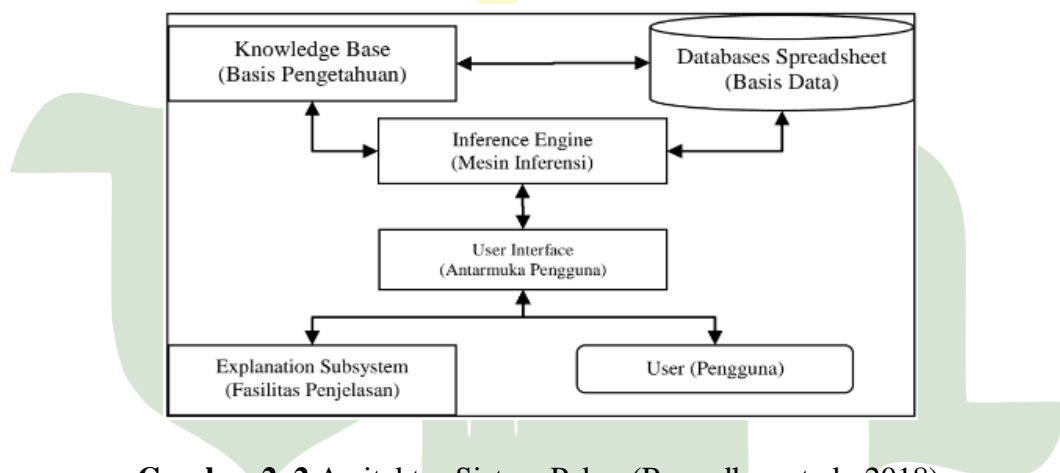 Knowledge Base
(Basis Pengetahuan)
Databases Spreadsheet
(Basis Data)
Inference Engine
(Mesin Inferensi)
User Interface
(Antarmuka Pengguna)
Explanation Subsystem
(Fasilitas Penjelasan)
User (Pengguna)
2018)